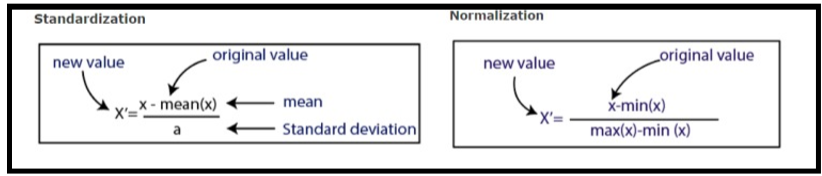 Standardization
new value
original value
X'= x - mean(x)
mean
a
Standard deviation
Normalization
new value
original value
X'= x-min(x)
max(x)-min (x)